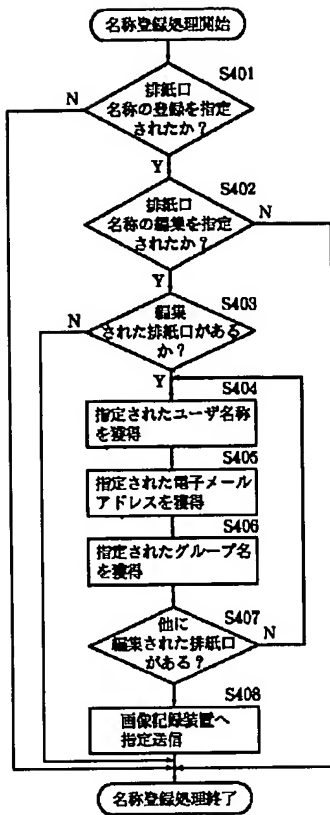 名称登録処理開始
S401
N
排紙口
名称の登録を指定
されたか？
Y
S402
排紙口
名称の編集を指定
されたか？
N
Y
S403
N
編集
された排紙口がある
か？
Y
S404
指定されたユーザ名称
を獲得
S405
指定された電子メール
アドレスを獲得
S406
指定されたグループ名
を獲得
S407
他に
編集された排紙口
がある？
N
S408
画像記録装置へ
指定送信
名称登録処理終了